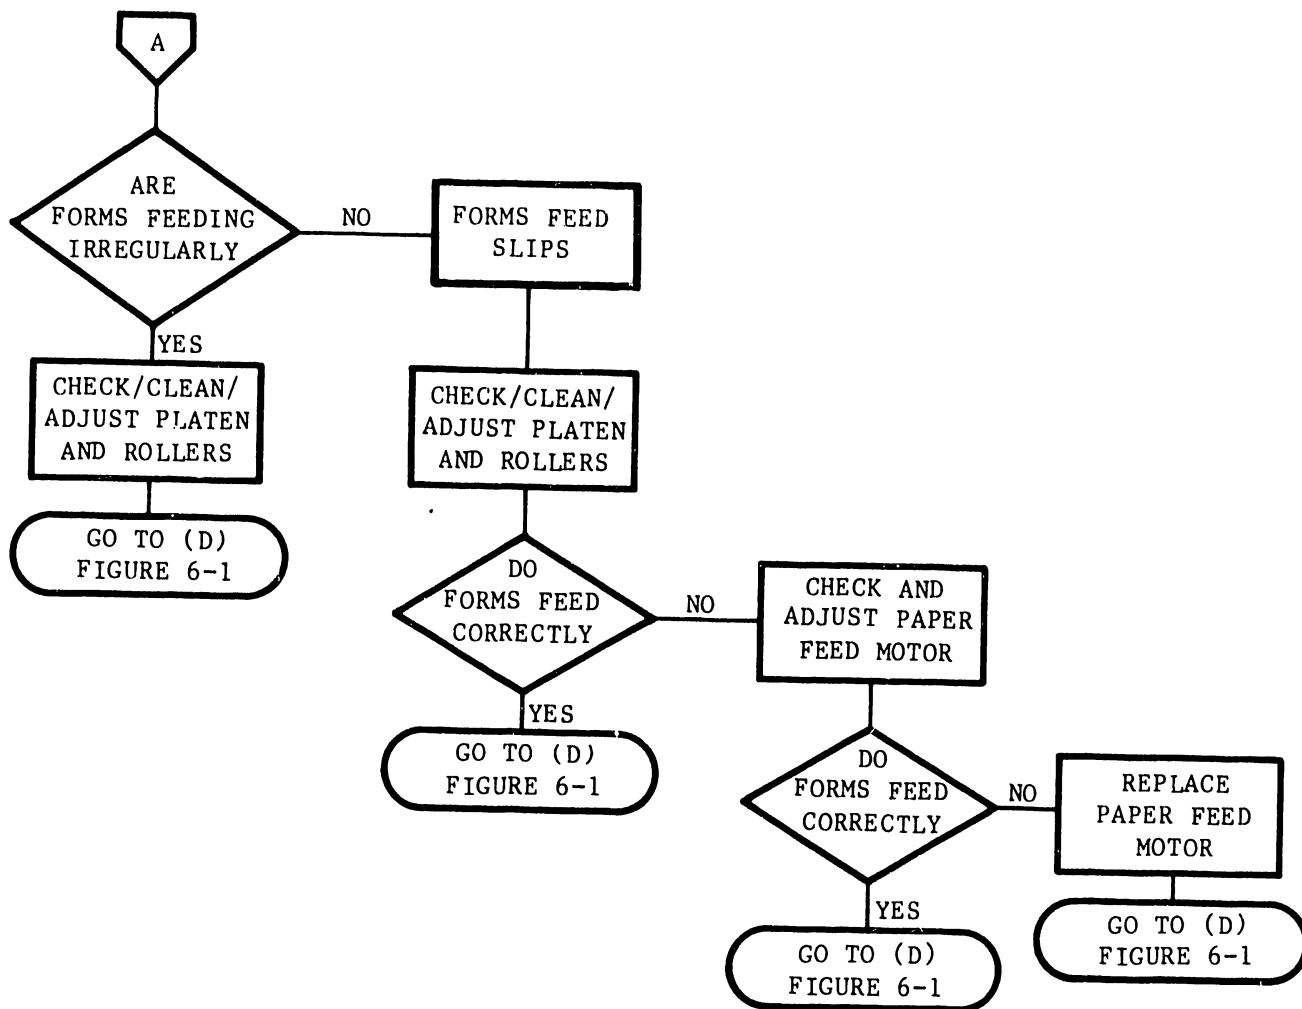 A
ARE
FORMS FEEDING
IRREGULARLY
NO
FORMS FEED
SLIPS
YES
CHECK/CLEAN/
ADJUST PLATEN
AND ROLLERS
GO TO (D)
FIGURE 6-1
CHECK/CLEAN/
ADJUST PLATEN
AND ROLLERS
DO
FORMS FEED
CORRECTLY
NO
CHECK AND
ADJUST PAPER
FEED MOTOR
YES
GO TO (D)
FIGURE 6-1
DO
FORMS FEED
CORRECTLY
NO
REPLACE
PAPER FEED
MOTOR
YES
GO TO (D)
FIGURE 6-1
GO TO (D)
FIGURE 6-1